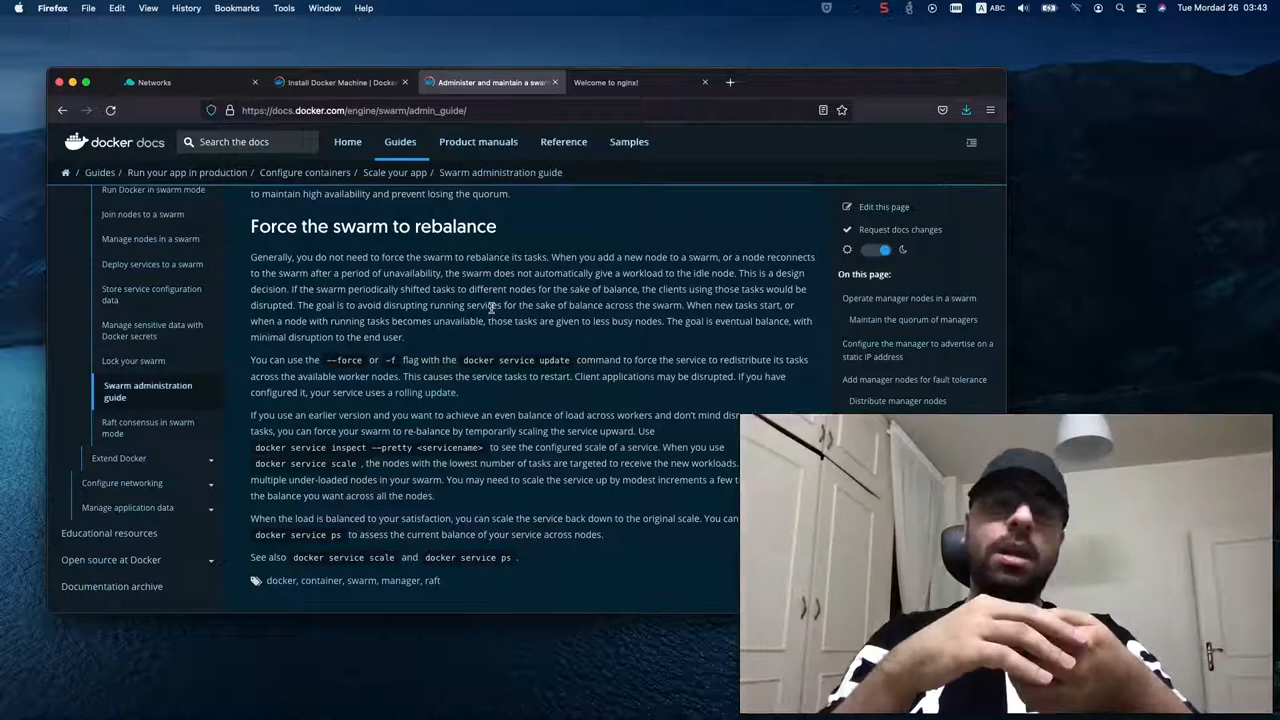 Firefox File Edit View History Bookmarks Tools Window Help
ABC
Tue Mordad 26 03:43
Networks
Install Docker Machine | Docker
Administer and maintain a swar
Welcome to nginx!
https://docs.docker.com/engine/swarm/admin_guide/
docker docs
Search the docs
Home
Guides
Product manuals
Reference
Samples
/ Guides / Run your app in production / Configure containers / Scale your app / Swarm administration guide
Run Docker in swarm mode
Join nodes to a swarm
Manage nodes in a swarm
Deploy services to a swarm
Store service configuration
data
Manage sensitive data with
Docker secrets
Lock your swarm
Swarm administration
guide
Raft consensus in swarm
mode
Extend Docker
Configure networking
Manage application data
Educational resources
Open source at Docker
Documentation archive
to maintain high availability and prevent losing the quorum.
Force the swarm to rebalance
Generally, you do not need to force the swarm to rebalance its tasks. When you add a new node to a swarm, or a node reconnects
to the swarm after a period of unavailability, the swarm does not automatically give a workload to the idle node. This is a design
decision. If the swarm periodically shifted tasks to different nodes for the sake of balance, the clients using those tasks would be
disrupted. The goal is to avoid disrupting running services for the sake of balance across the swarm. When new tasks start, or
when a node with running tasks becomes unavailable, those tasks are given to less busy nodes. The goal is eventual balance, with
minimal disruption to the end user.
You can use the --force or -f flag with the docker service update command to force the service to redistribute its tasks
across the available worker nodes. This causes the service tasks to restart. Client applications may be disrupted. If you have
configured it, your service uses a rolling update.
If you use an earlier version and you want to achieve an even balance of load across workers and don't mind disr
tasks, you can force your swarm to re-balance by temporarily scaling the service upward. Use
docker service inspect --pretty <servicename> to see the configured scale of a service. When you use
docker service scale , the nodes with the lowest number of tasks are targeted to receive the new workloads.
multiple under-loaded nodes in your swarm. You may need to scale the service up by modest increments a few t
the balance you want across all the nodes.
When the load is balanced to your satisfaction, you can scale the service back down to the original scale. You can
docker service ps to assess the current balance of your service across nodes.
See also docker service scale and docker service ps .
docker, container, swarm, manager, raft
Edit this page
Request docs changes
On this page:
Operate manager nodes in a swarm
Maintain the quorum of managers
Configure the manager to advertise on
a static IP address
Add manager nodes for fault tolerance
Distribute manager nodes